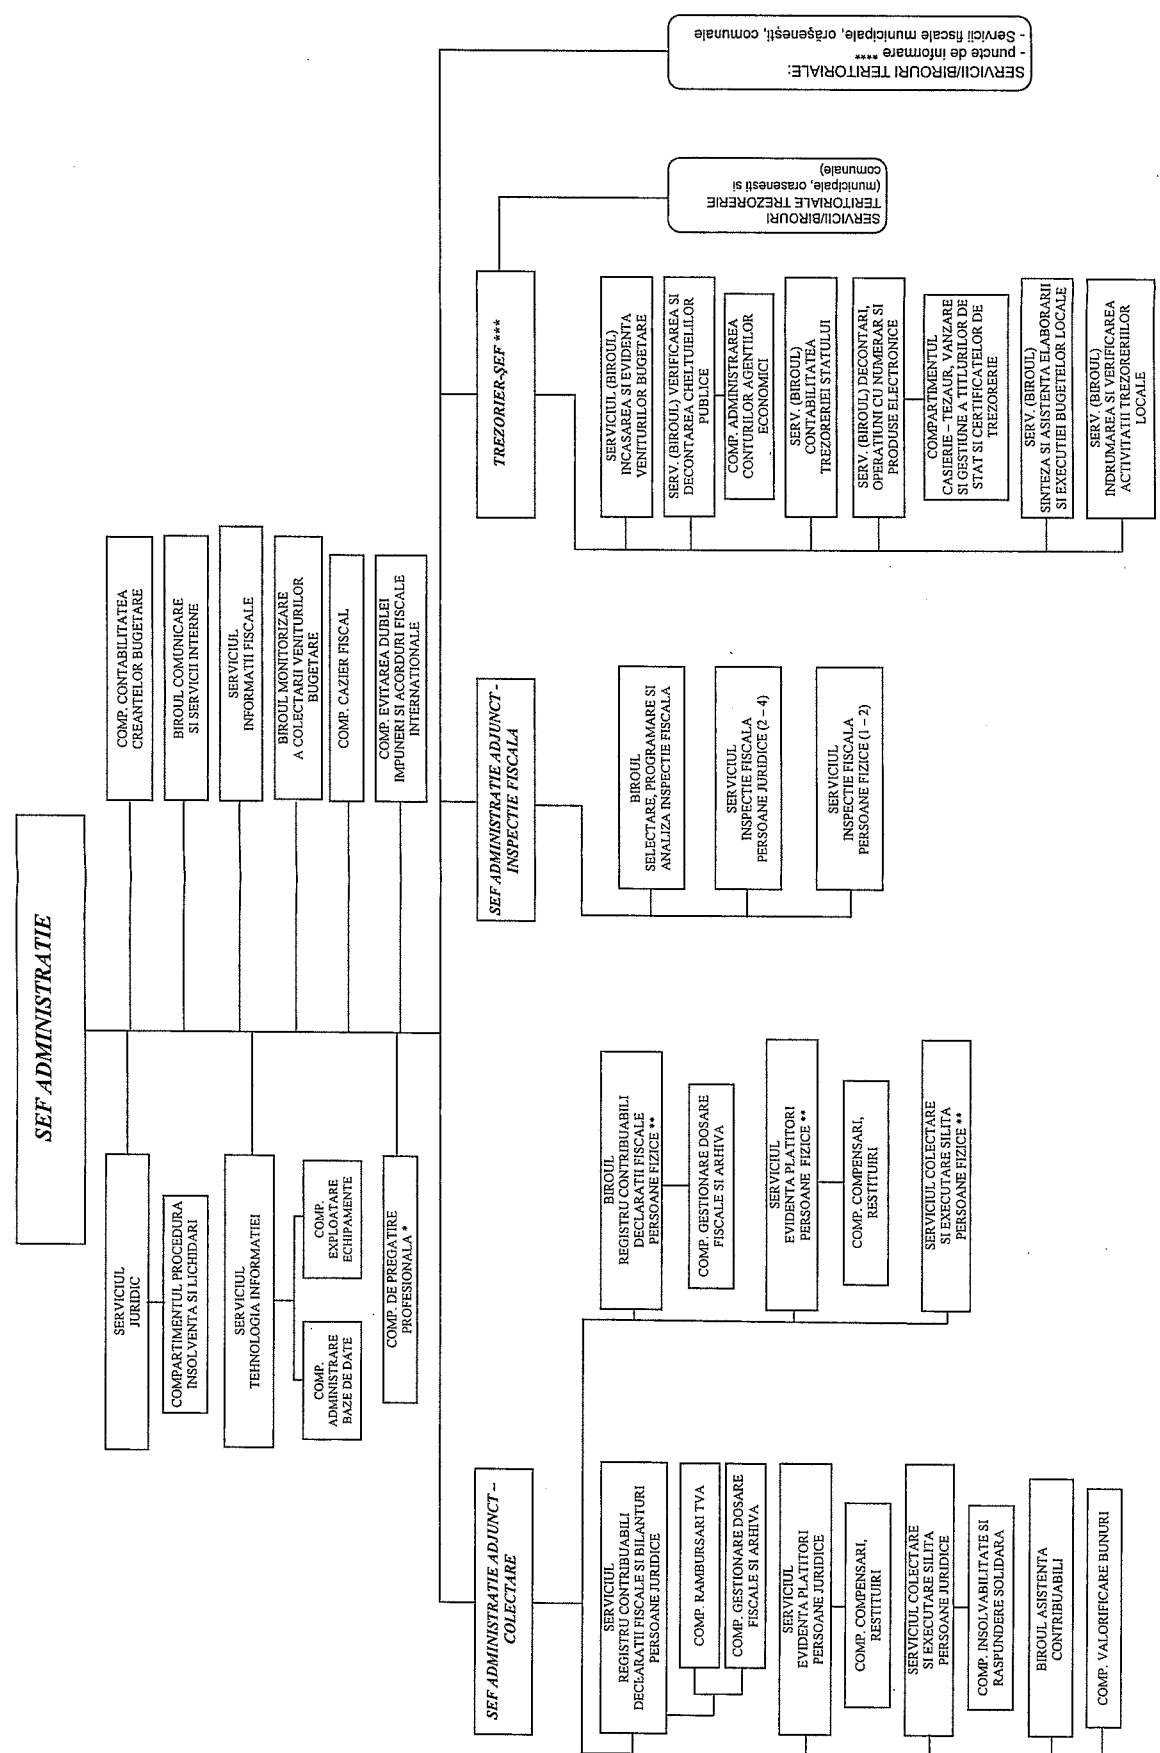 SEF ADMINISTRATIE
SERVICIUL
JURIDIC
COMPARTIMENTUL PROCEDURA
INSOLVENTA SI LICHIDARI
SERVICIUL
TEHNOLOGIA INFORMATIEI
COMP.
ADMINISTRARE
BAZE DE DATE
COMP.
EXPLOATARE
ECHIPAMENTE
COMP. DE PREGATIRE
PROFESIONALA *
COMP. CONTABILITATEA
CREANTELOR BUGETARE
BIROUL COMUNICARE
SI SERVICII INTERNE
SERVICIUL
INFORMATII FISCALE
BIROUL MONITORIZARE
A COLECTARII VENITURILOR
BUGETARE
COMP. CAZIER FISCAL
COMP. EVITAREA DUBLEI
IMPUNERI SI ACORDURI FISCALE
INTERNATIONALE
SEF ADMINISTRATIE ADJUNCT –
COLECTARE
SERVICIUL
REGISTRU CONTRIBUABILI
DECLARATII FISCALE SI BILANTURI
PERSOANE JURIDICE
COMP. RAMBURSARI TVA
COMP. GESTIONARE DOSARE
FISCALE SI ARHIVA
SERVICIUL
EVIDENTA PLATITORI
PERSOANE JURIDICE
COMP. COMPENSARI,
RESTITUIRI
SERVICIUL COLECTARE
SI EXECUTARE SILITA
PERSOANE JURIDICE
COMP. INSOLVABILITATE SI
RASPUNDERE SOLIDARA
BIROUL ASISTENTA
CONTRIBUABILI
COMP. VALORIFICARE BUNURI
BIROUL
REGISTRU CONTRIBUABILI
DECLARATII FISCALE
PERSOANE FIZICE **
COMP. GESTIONARE DOSARE
FISCALE SI ARHIVA
SERVICIUL
EVIDENTA PLATITORI
PERSOANE FIZICE **
COMP. COMPENSARI,
RESTITUIRI
SERVICIUL COLECTARE
SI EXECUTARE SILITA
PERSOANE FIZICE **
SEF ADMINISTRATIE ADJUNCT -
INSPECTIE FISCALA
BIROUL
SELECTARE, PROGRAMARE SI
ANALIZA INSPECTIE FISCALA
SERVICIUL
INSPECTIE FISCALA
PERSOANE JURIDICE (2 – 4)
SERVICIUL
INSPECTIE FISCALA
PERSOANE FIZICE (1 – 2)
TREZORIER-ŞEF ***
SERVICIUL (BIROUL)
INCASAREA SI EVIDENTA
VENITURILOR BUGETARE
SERV. (BIROUL) VERIFICAREA SI
DECONTAREA CHELTUIELILOR
PUBLICE
COMP. ADMINISTRAREA
CONTURILOR AGENTILOR
ECONOMICI
SERV. (BIROUL)
CONTABILITATEA
TREZORERIEI STATULUI
SERV. (BIROUL) DECONTARI,
OPERATIUNI CU NUMERAR SI
PRODUSE ELECTRONICE
COMPARTIMENTUL
CASIERIE – TEZAUR, VANZARE
SI GESTIUNE A TITLURILOR DE
STAT SI CERTIFICATELOR DE
TREZORERIE
SERV. (BIROUL)
SINTEZA SI ASISTENTA ELABORARII
SI EXECUTIEI BUGETELOR LOCALE
SERV. (BIROUL)
INDRUMAREA SI VERIFICAREA
ACTIVITATII TREZORERIILOR
LOCALE
SERVICII/BIROURI
TERITORIALE TREZORERIE
(municipale, orasenesti si
comunale)
SERVICII/BIROURI TERITORIALE:
- puncte de informare ****
- Servicii fiscale municipale, orăşeneşti, comunale